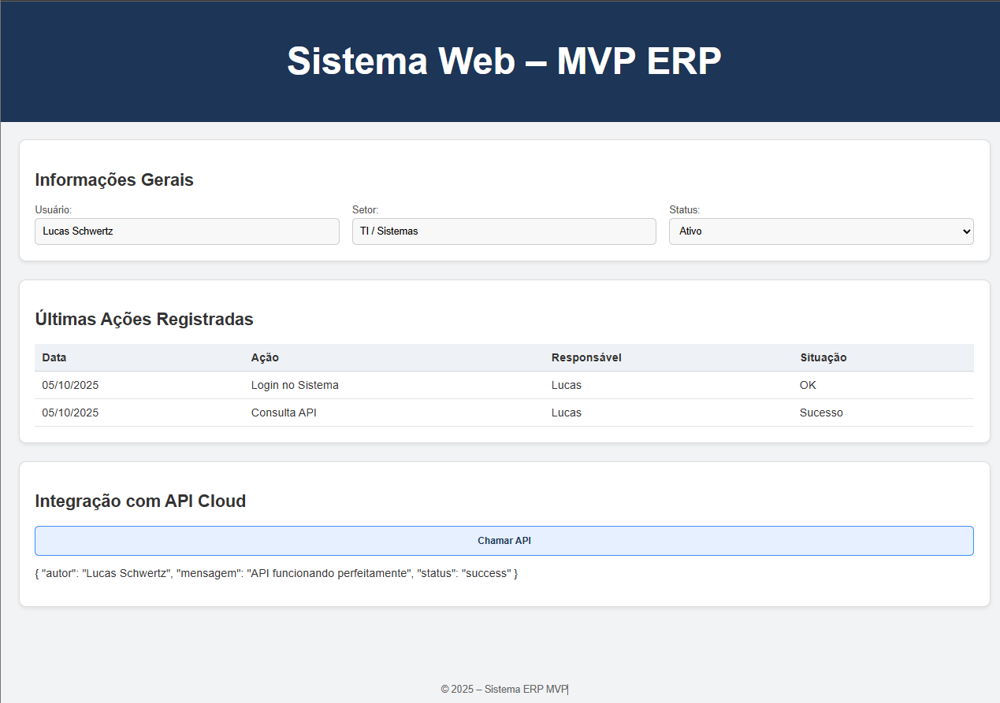 Sistema Web – MVP ERP
Informações Gerais
Usuário: Setor: Status:
Lucas Schwertz TI / Sistemas Ativo
Últimas Ações Registradas
Data Ação Responsável Situação
05/10/2025 Login no Sistema Lucas OK
05/10/2025 Consulta API Lucas Sucesso
Integração com API Cloud
Chamar API
{ "autor": "Lucas Schwertz", "mensagem": "API funcionando perfeitamente", "status": "success" }
© 2025 – Sistema ERP MVP